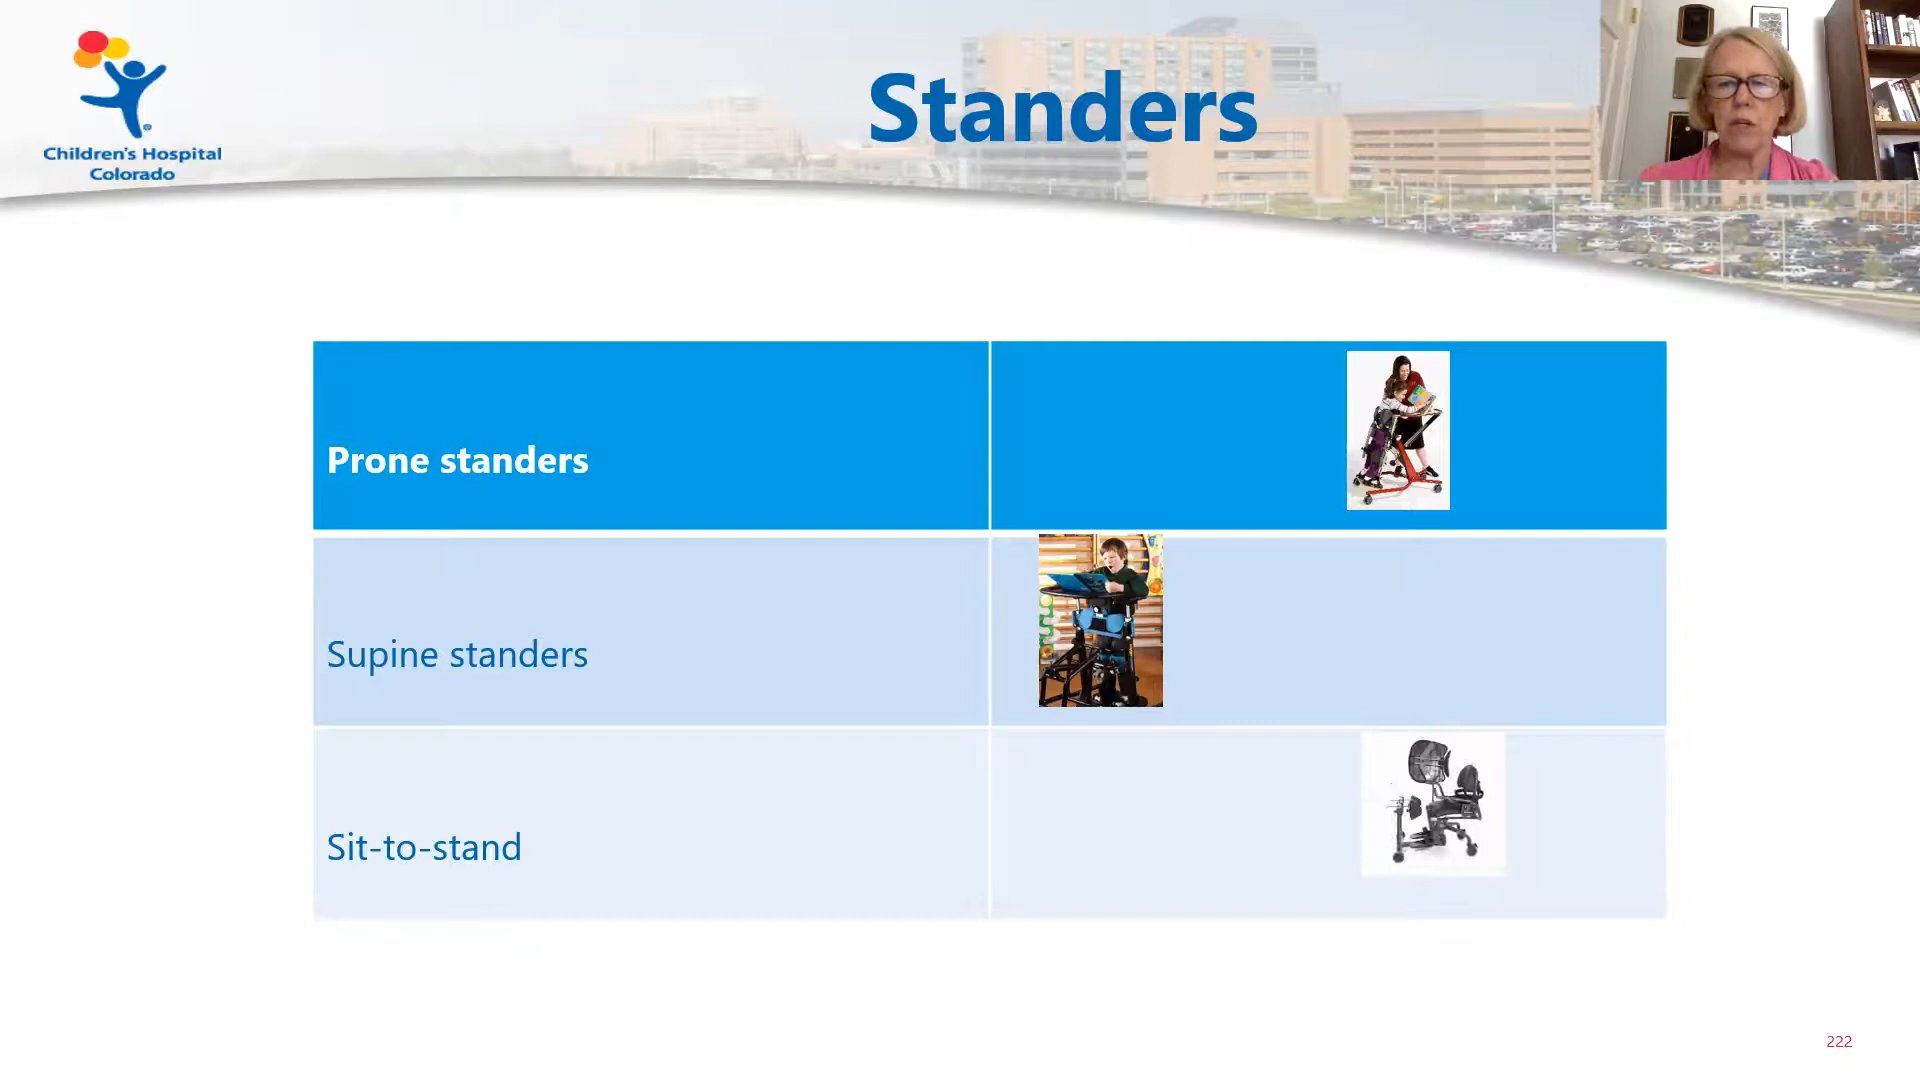 Children's Hospital
Colorado
Standers
Prone standers
Supine standers
Sit-to-stand
222